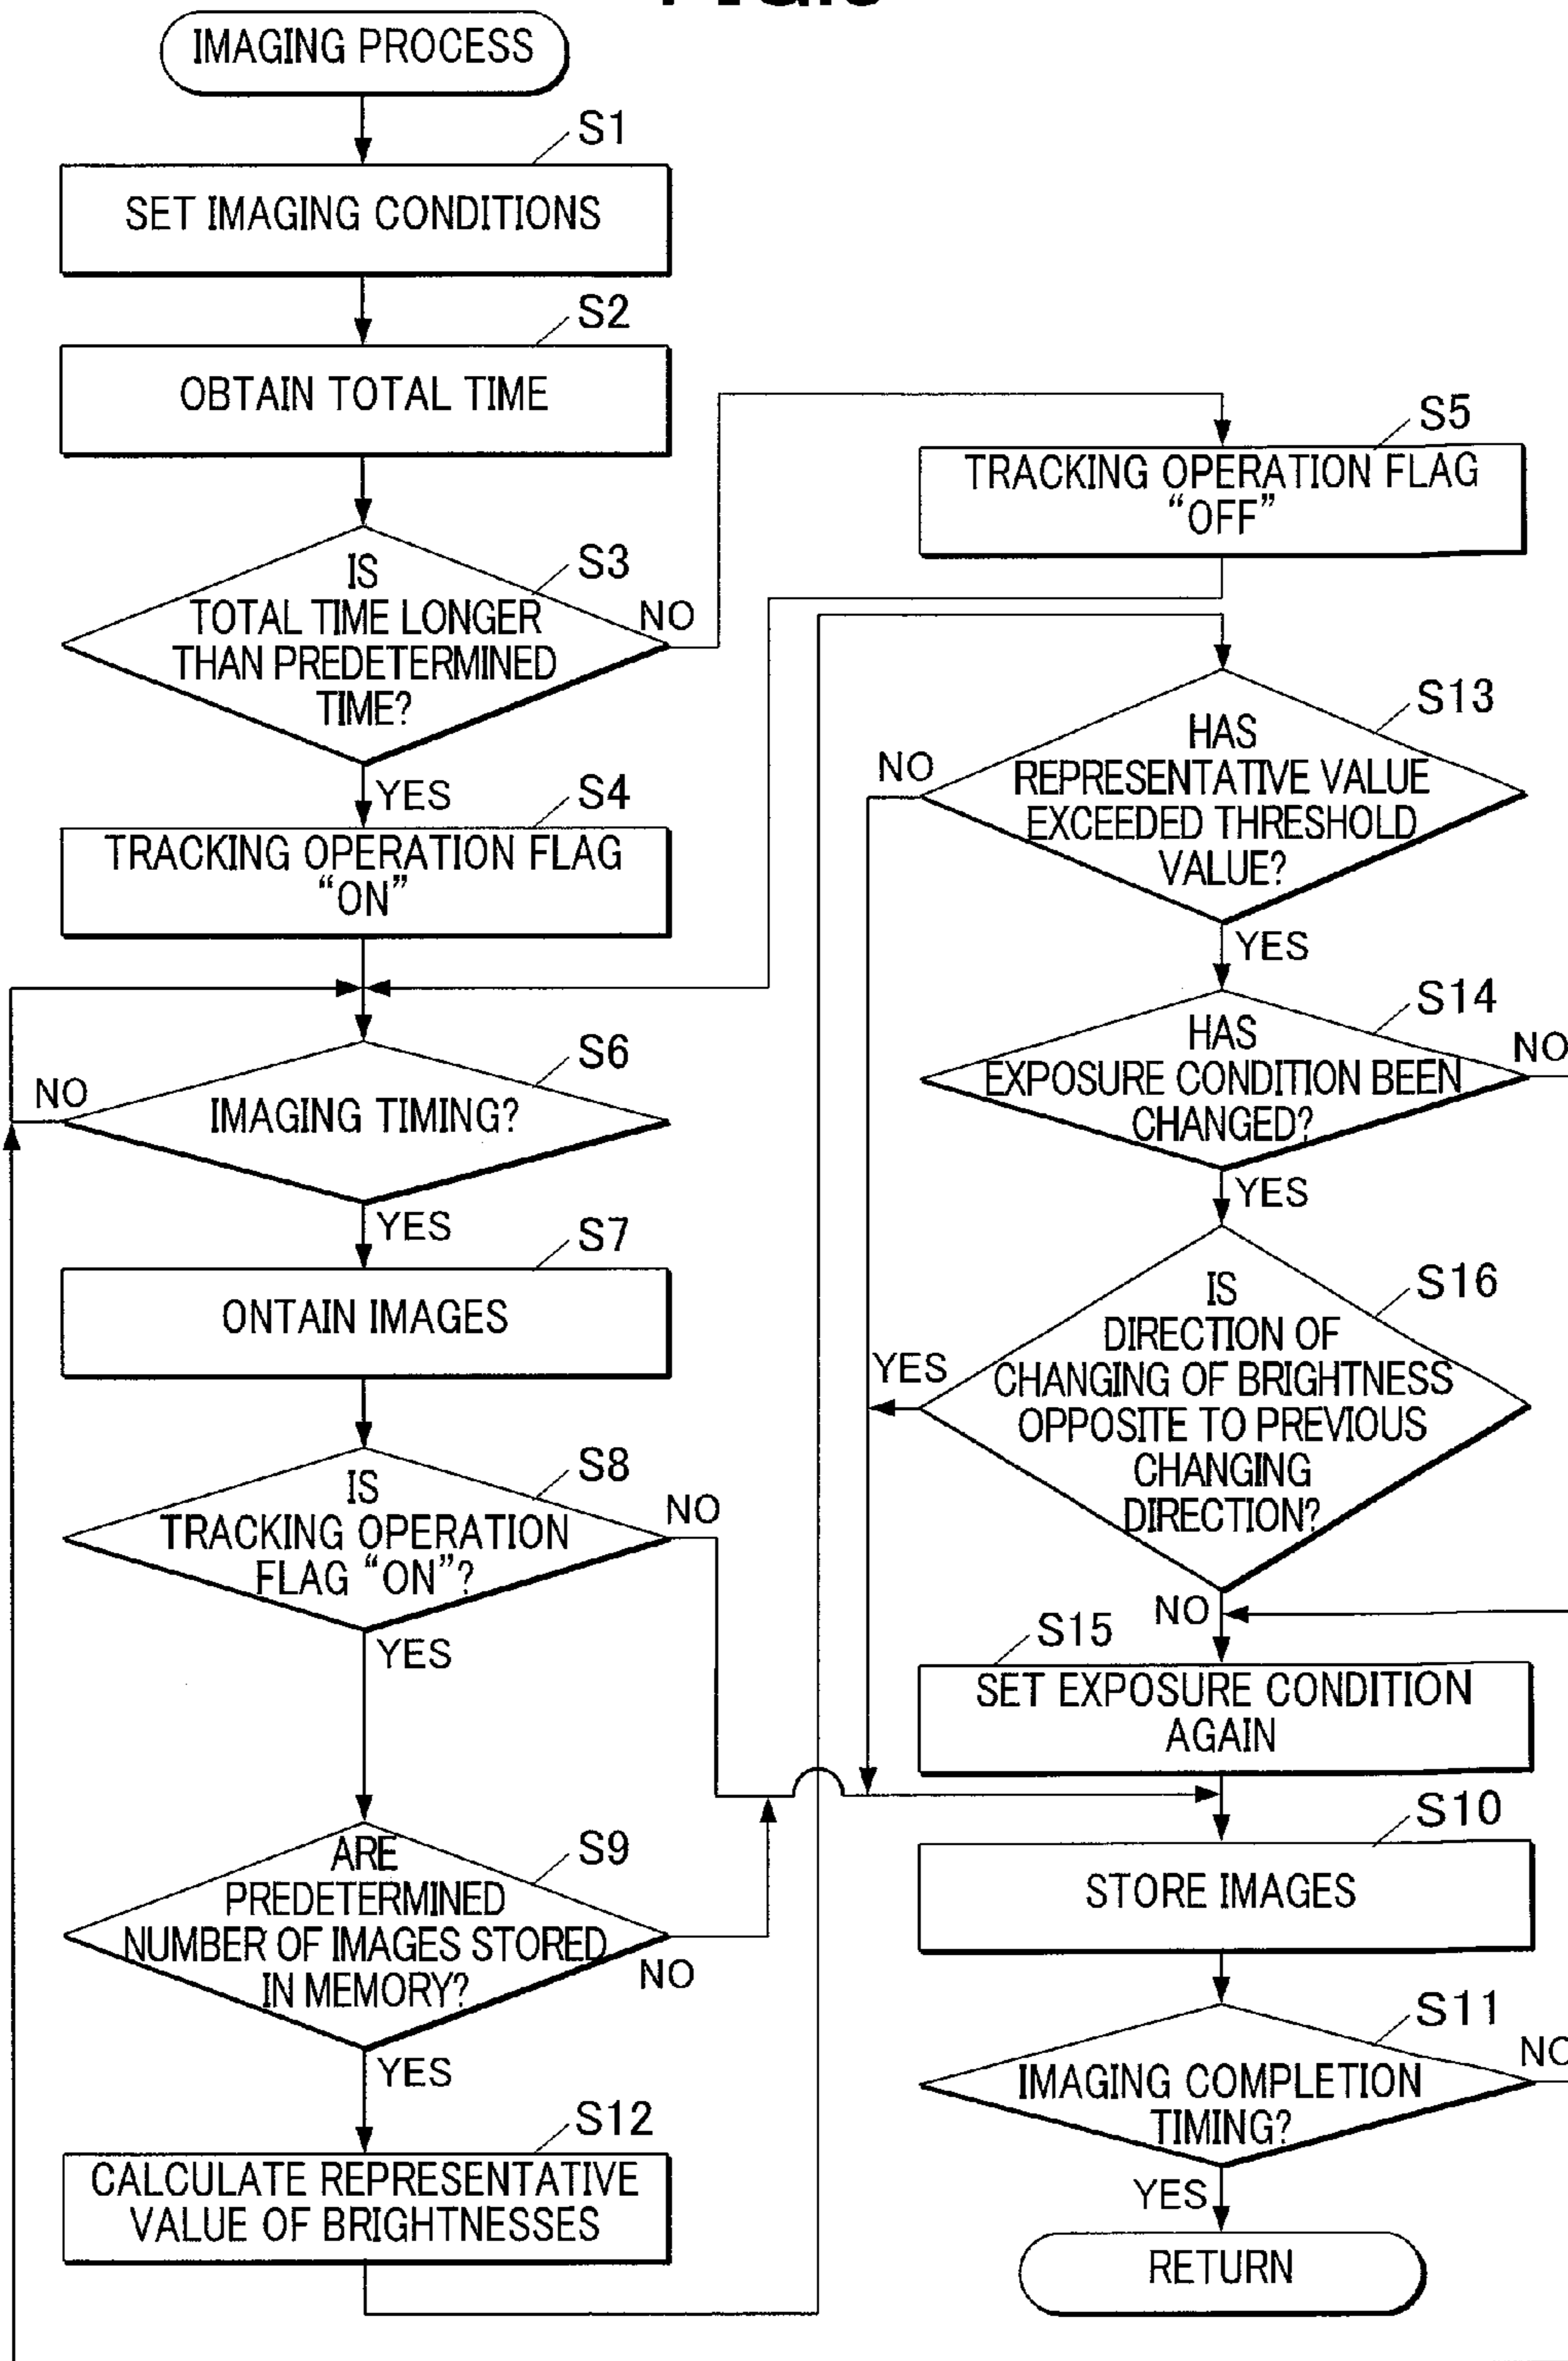 IMAGING PROCESS
S1
SET IMAGING CONDITIONS
S2
OBTAIN TOTAL TIME
S3
IS
TOTAL TIME LONGER
THAN PREDETERMINED
TIME?
NO
YES
S4
TRACKING OPERATION FLAG
“ON”
S5
TRACKING OPERATION FLAG
“OFF”
S6
IMAGING TIMING?
NO
YES
S7
ONTAIN IMAGES
S8
IS
TRACKING OPERATION
FLAG “ON”?
NO
YES
S9
ARE
PREDETERMINED
NUMBER OF IMAGES STORED
IN MEMORY?
NO
YES
S12
CALCULATE REPRESENTATIVE
VALUE OF BRIGHTNESSES
S13
HAS
REPRESENTATIVE VALUE
EXCEEDED THRESHOLD
VALUE?
NO
YES
S14
HAS
EXPOSURE CONDITION BEEN
CHANGED?
NO
YES
S16
IS
DIRECTION OF
CHANGING OF BRIGHTNESS
OPPOSITE TO PREVIOUS
CHANGING
DIRECTION?
YES
NO
S15
SET EXPOSURE CONDITION
AGAIN
S10
STORE IMAGES
S11
IMAGING COMPLETION
TIMING?
NO
YES
RETURN